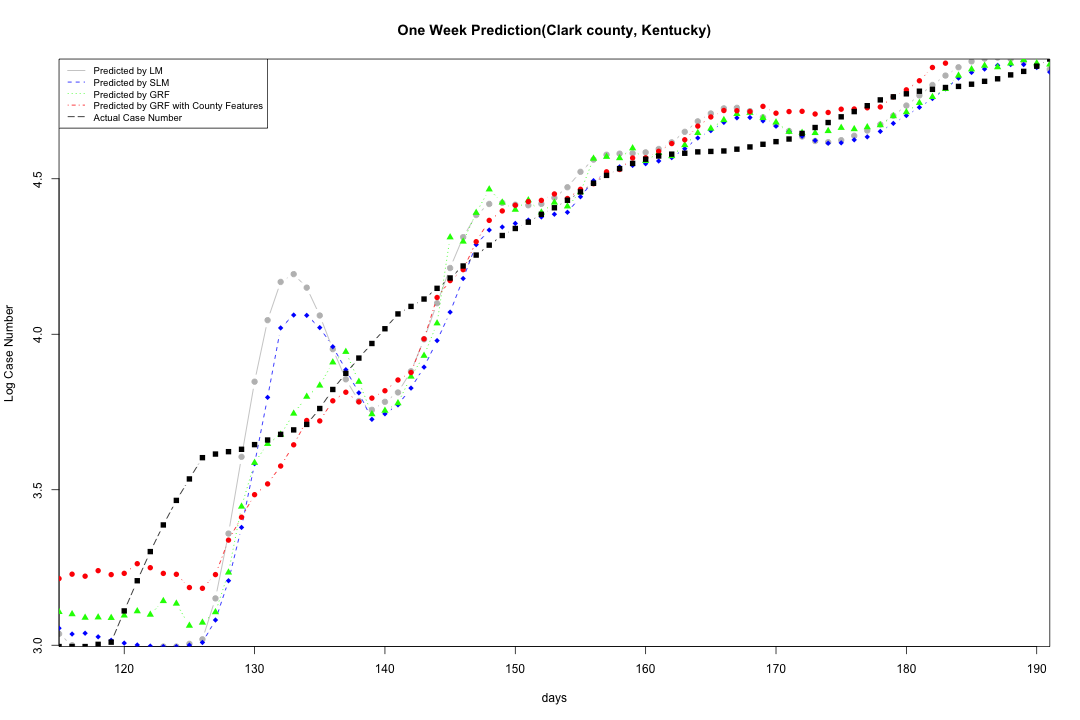 One Week Prediction(Clark county, Kentucky)
Predicted by LM
Predicted by SLM
Predicted by GRF
Predicted by GRF with County Features
Actual Case Number
Log Case Number
4.5
4.0
3.5
3.0
120 130 140 150 160 170 180 190
days